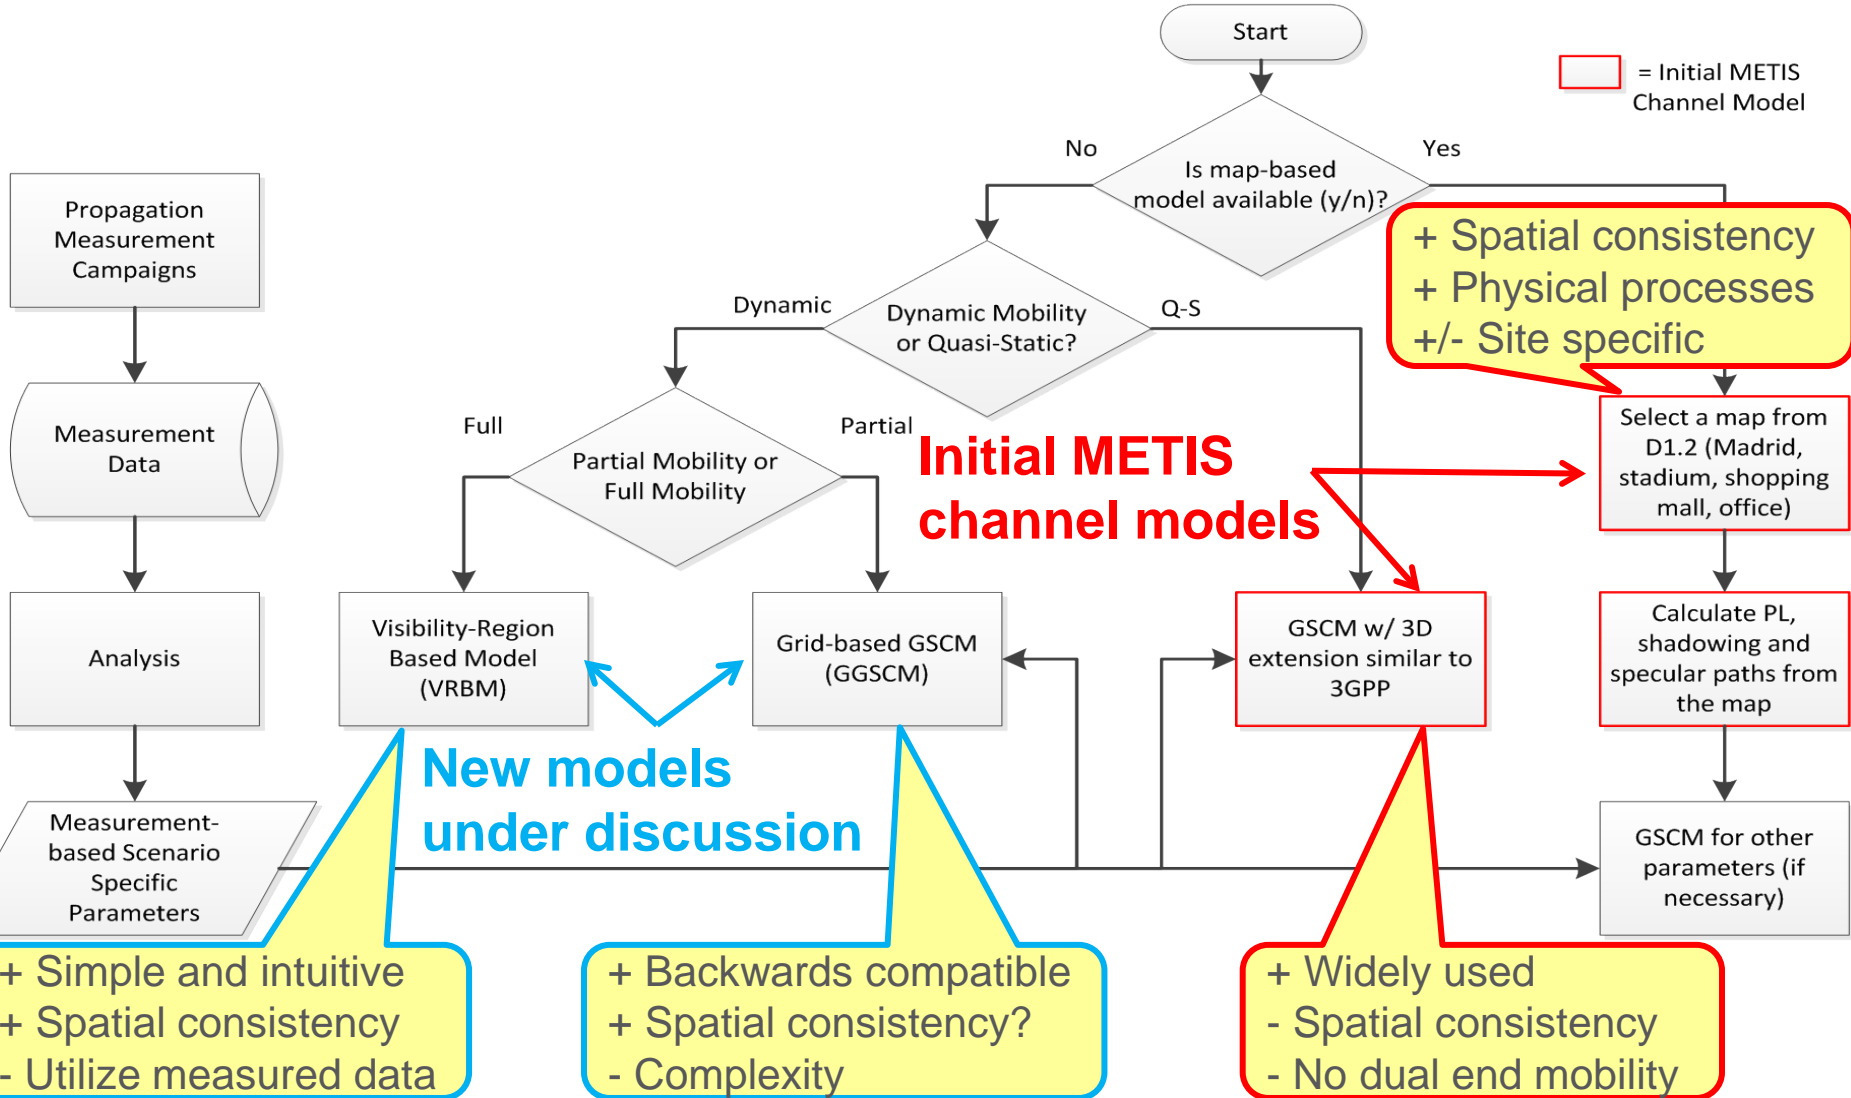 Start
= Initial METIS
Channel Model
No
Yes
Is map-based
model available (y/n)?
Propagation
Measurement
Campaigns
+ Spatial consistency
+ Physical processes
+/- Site specific
Dynamic
Q-S
Dynamic Mobility
or Quasi-Static?
Full
Partial
Measurement
Data
Partial Mobility or
Full Mobility
Initial METIS
channel models
Select a map from
D1.2 (Madrid,
stadium, shopping
mall, office)
Analysis
Visibility-Region
Based Model
(VRBM)
Grid-based GSCM
(GGSCM)
GSCM w/ 3D
extension similar to
3GPP
Calculate PL,
shadowing and
specular paths from
the map
New models
under discussion
Measurement-
based Scenario
Specific
Parameters
GSCM for other
parameters (if
necessary)
+ Simple and intuitive
+ Spatial consistency
- Utilize measured data
+ Backwards compatible
+ Spatial consistency?
- Complexity
+ Widely used
- Spatial consistency
- No dual end mobility